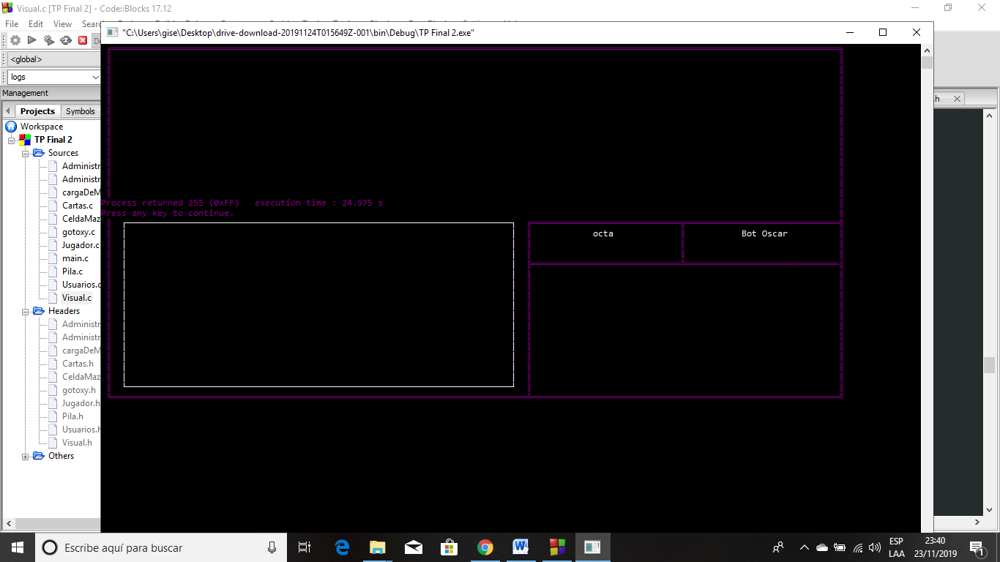 Visual.c [TP Final 2] - Code::Blocks 17.12
File Edit View
"C:\Users\gise\Desktop\drive-download-20191124T015649Z-001\bin\Debug\TP Final 2.exe"
<global>
logs
Management
.h
Projects Symbols
Workspace
TP Final 2
Sources
Administr
Administr
cargaDeM
Cartas.c
CeldaMaz
gotoxy.c
Jugador.c
main.c
Pila.c
Usuarios.c
Visual.c
Headers
Administr
Administr
cargaDeM
Cartas.h
CeldaMaz
gotoxy.h
Jugador.h
Pila.h
Usuarios.h
Visual.h
Others
Process returned 255 (0xFF) execution time : 24.975 s
Press any key to continue.
octa Bot Oscar
Escribe aquí para buscar
ESP
LAA
23:40
23/11/2019
1